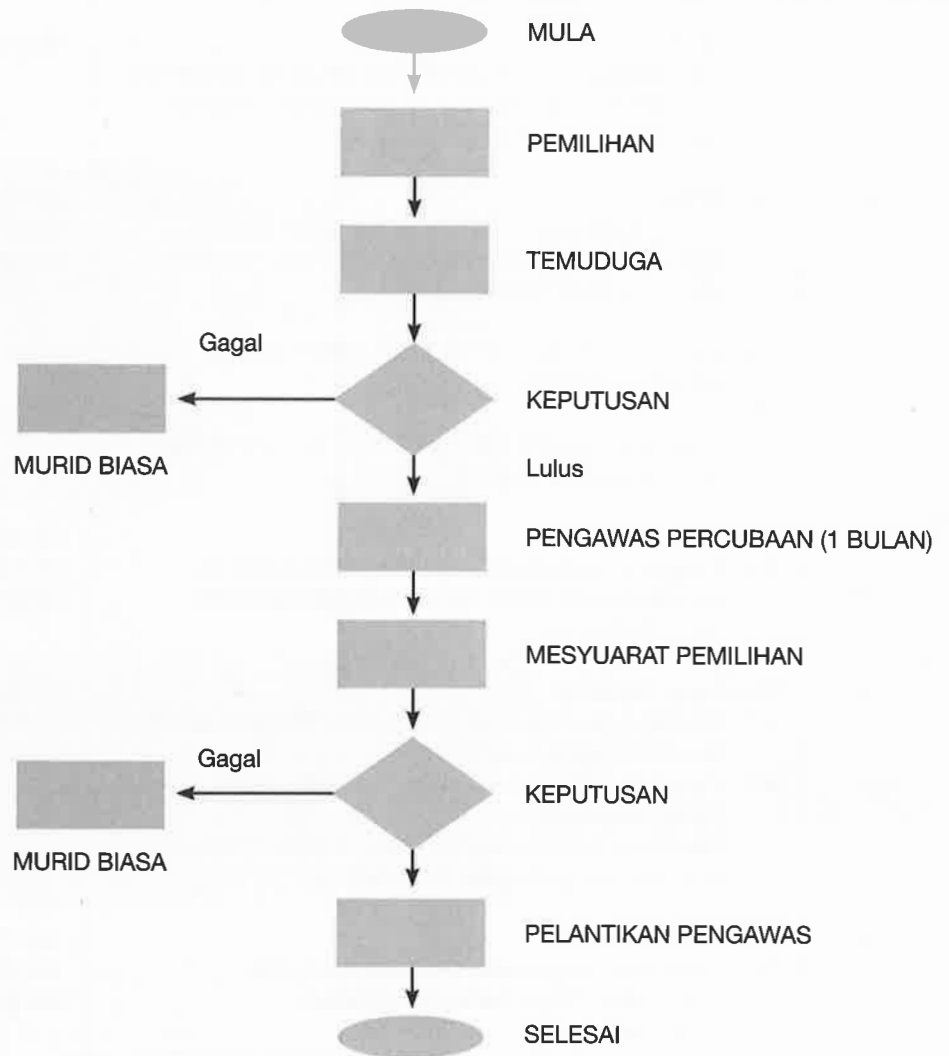 MULA
PEMILIHAN
TEMUDUGA
Gagal
KEPUTUSAN
MURID BIASA
Lulus
PENGAWAS PERCUBAAN (1 BULAN)
MESYUARAT PEMILIHAN
Gagal
KEPUTUSAN
MURID BIASA
PELANTIKAN PENGAWAS
SELESAI